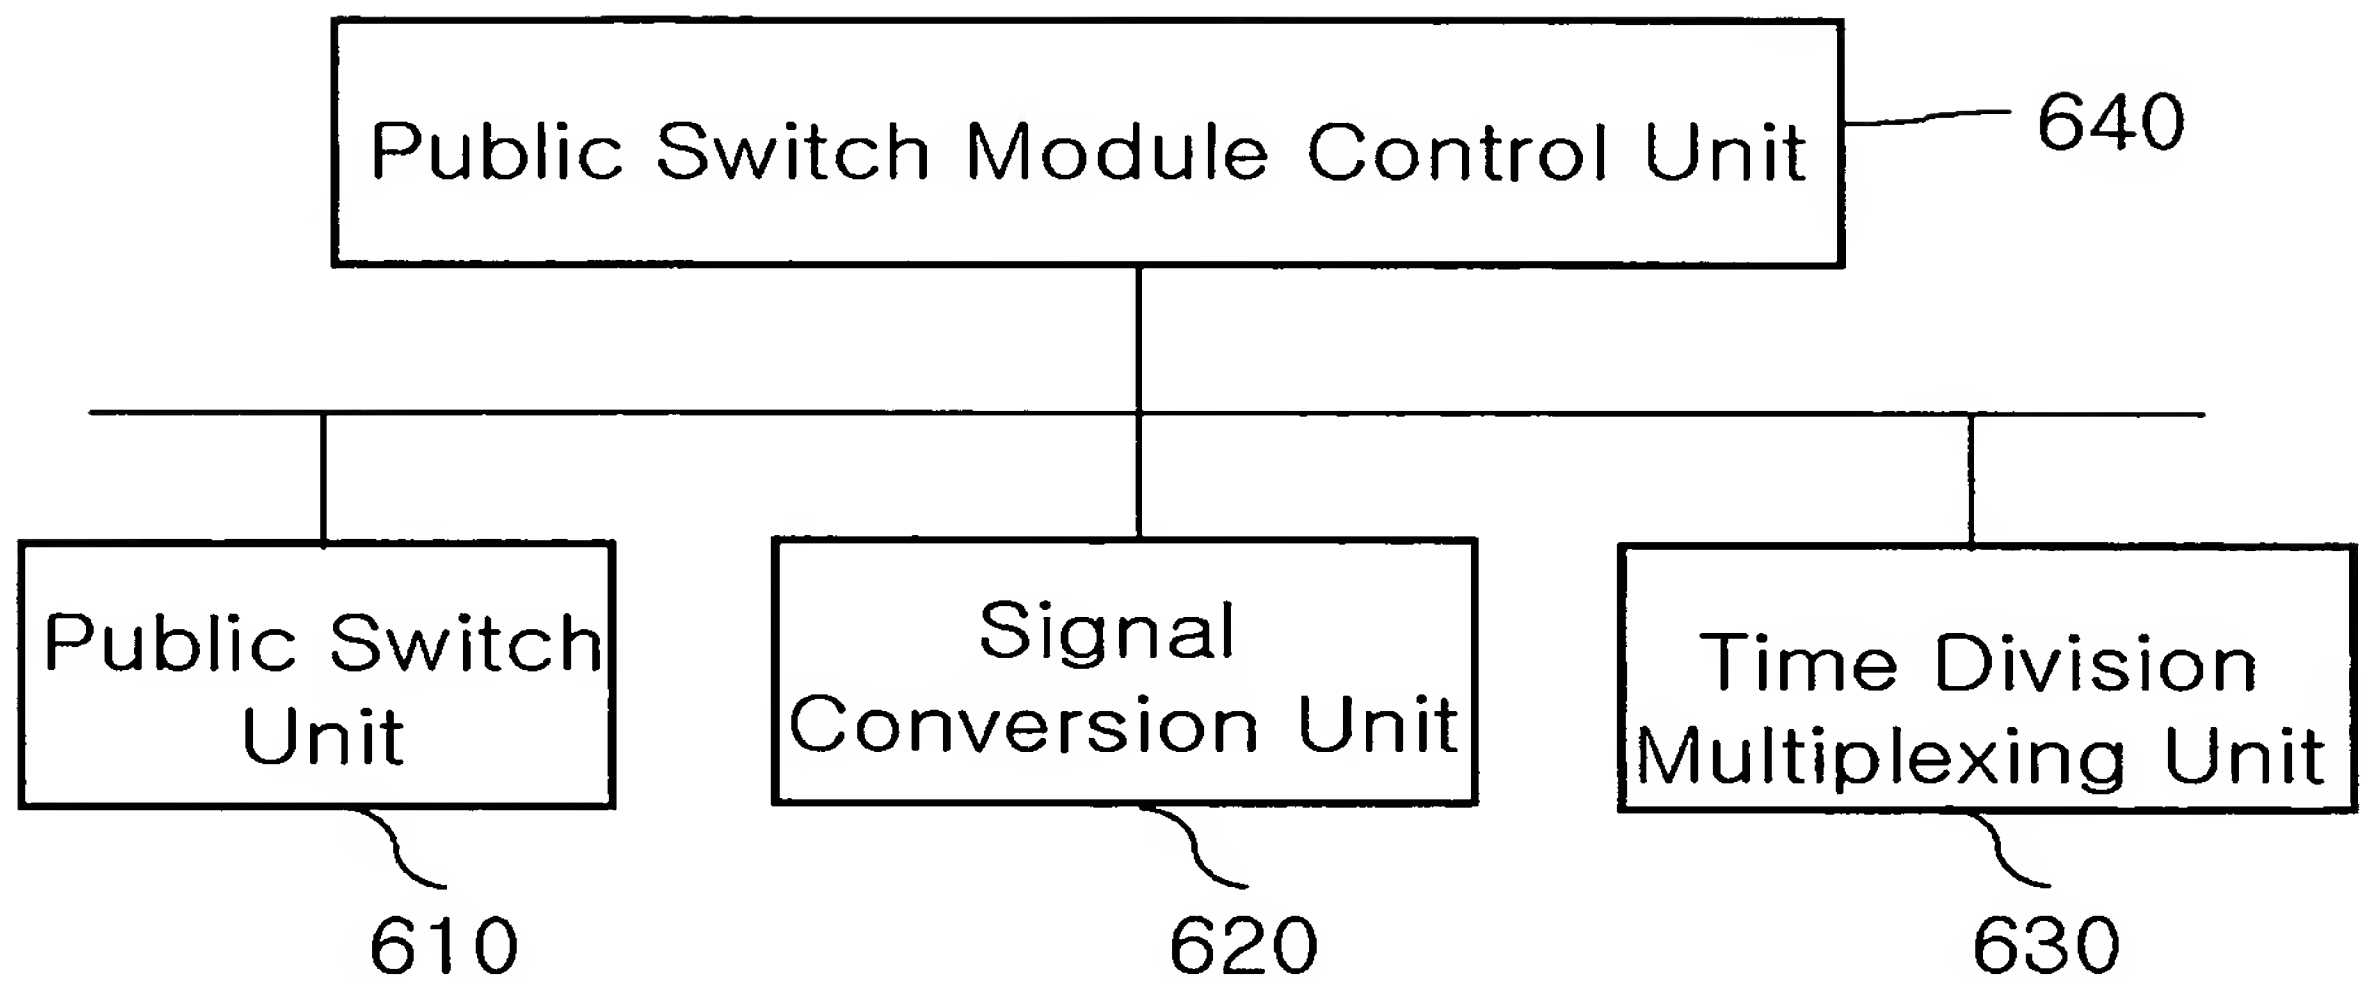 Public Switch Module Control Unit
640
Public Switch
Unit
Signal
Conversion Unit
Time Division
Multiplexing Unit
610
620
630